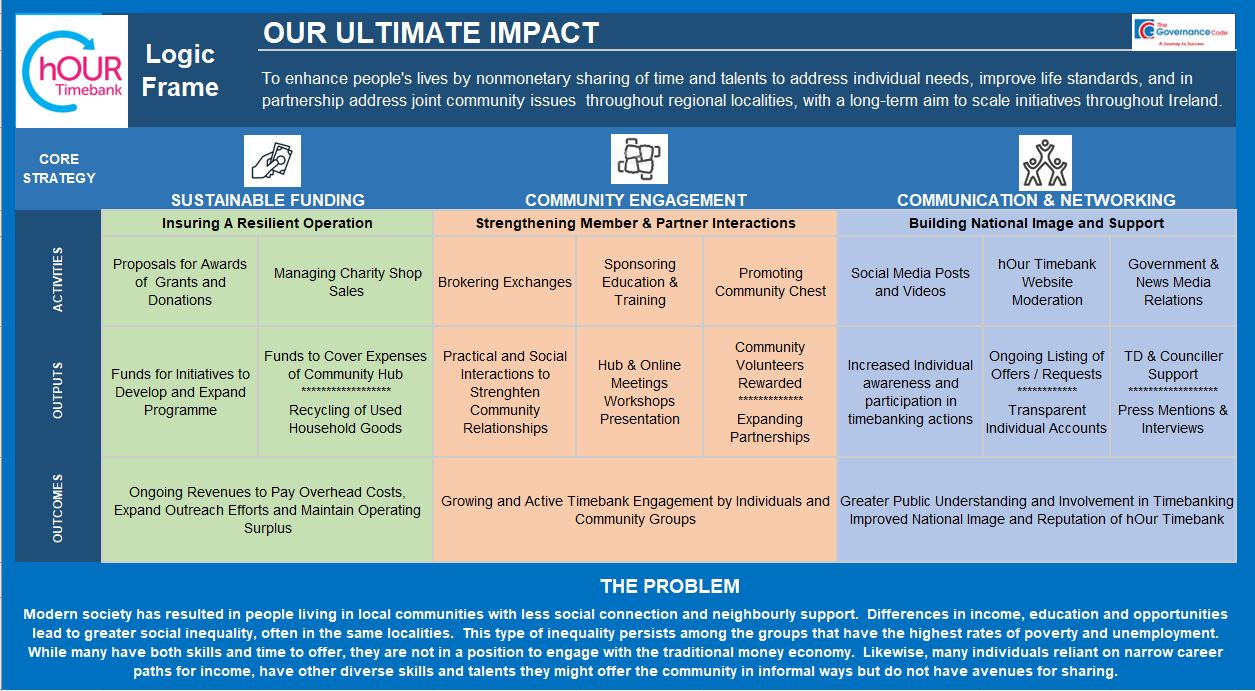 hOUR
Timebank
Logic
Frame
OUR ULTIMATE IMPACT
The
Governance Code
A Journey to Success
To enhance people's lives by nonmonetary sharing of time and talents to address individual needs, improve life standards, and in
partnership address joint community issues throughout regional localities, with a long-term aim to scale initiatives throughout Ireland.
CORE
STRATEGY
SUSTAINABLE FUNDING
COMMUNITY ENGAGEMENT
COMMUNICATION & NETWORKING
Insuring A Resilient Operation
Strengthening Member & Partner Interactions
Building National Image and Support
ACTIVITIES
Proposals for Awards
of Grants and
Donations
Managing Charity Shop
Sales
Brokering Exchanges
Sponsoring
Education &
Training
Promoting
Community Chest
Social Media Posts
and Videos
hOur Timebank
Website
Moderation
Government &
News Media
Relations
OUTPUTS
Funds for Initiatives to
Develop and Expand
Programme
Funds to Cover Expenses
of Community Hub
******************
Recycling of Used
Household Goods
Practical and Social
Interactions to
Strenghten
Community
Relationships
Hub & Online
Meetings
Workshops
Presentation
Community
Volunteers
Rewarded
*************
Expanding
Partnerships
Increased Individual
awareness and
participation in
timebanking actions
Ongoing Listing of
Offers / Requests
************
Transparent
Individual Accounts
TD & Counciller
Support
******************
Press Mentions &
Interviews
OUTCOMES
Ongoing Revenues to Pay Overhead Costs,
Expand Outreach Efforts and Maintain Operating
Surplus
Growing and Active Timebank Engagement by Individuals and
Community Groups
Greater Public Understanding and Involvement in Timebanking
Improved National Image and Reputation of hOur Timebank
THE PROBLEM
Modern society has resulted in people living in local communities with less social connection and neighbourly support. Differences in income, education and opportunities
lead to greater social inequality, often in the same localities. This type of inequality persists among the groups that have the highest rates of poverty and unemployment.
While many have both skills and time to offer, they are not in a position to engage with the traditional money economy. Likewise, many individuals reliant on narrow career
paths for income, have other diverse skills and talents they might offer the community in informal ways but do not have avenues for sharing.